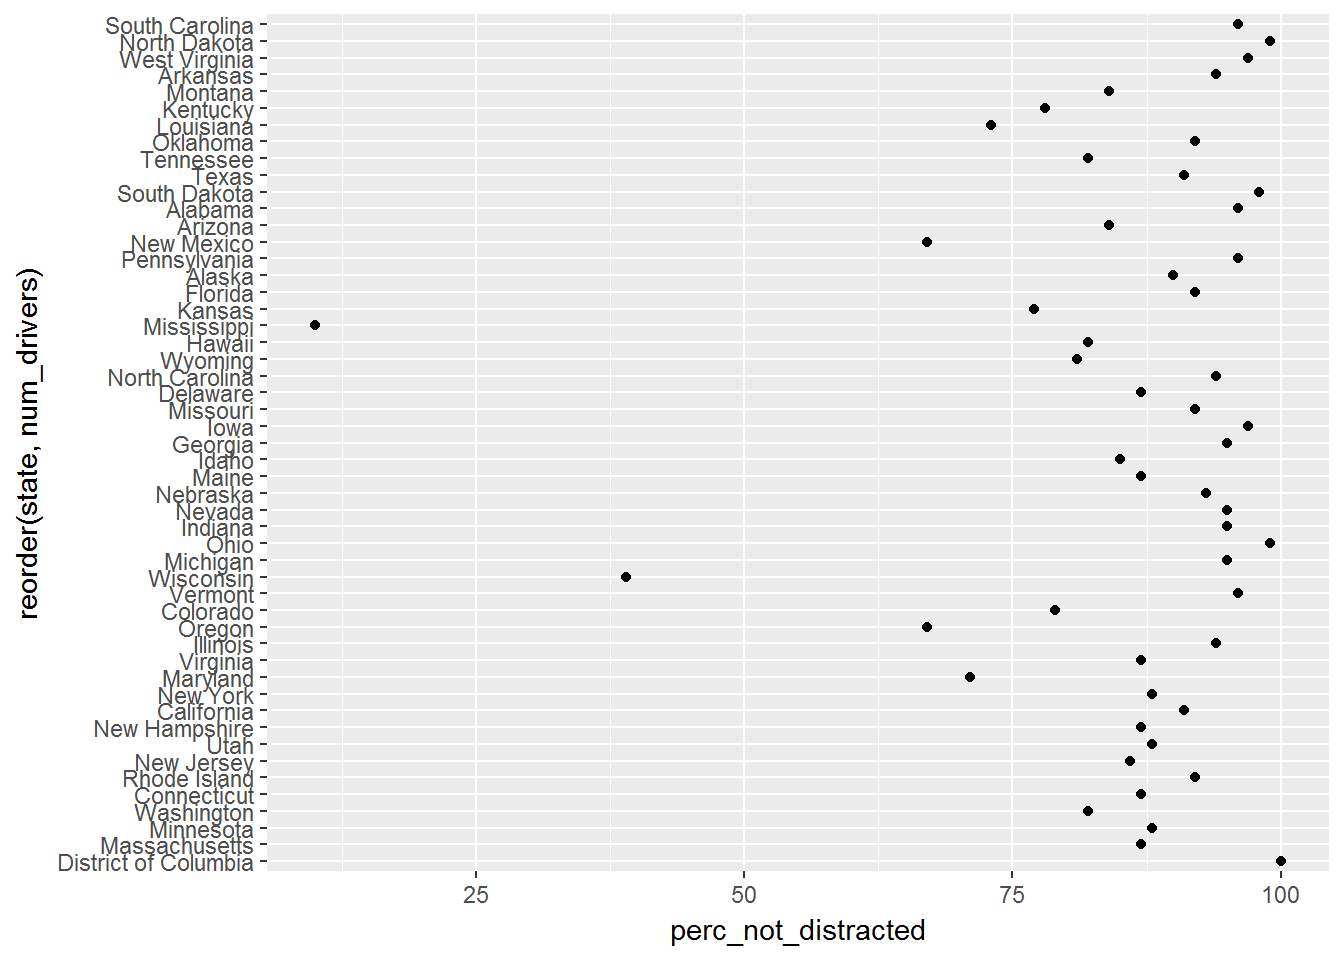 South Carolina
North Dakota
West Virginia
Arkansas
Montana
Kentucky
Louisiana
Oklahoma
Tennessee
Texas
South Dakota
Alabama
Arizona
New Mexico
Pennsylvania
Alaska
Florida
Kansas
Mississippi
Hawaii
Wyoming
North Carolina
Delaware
Missouri
Iowa
Georgia
Idaho
Maine
Nebraska
Nevada
Indiana
Ohio
Michigan
Wisconsin
Vermont
Colorado
Oregon
Illinois
Virginia
Maryland
New York
California
New Hampshire
Utah
New Jersey
Rhode Island
Connecticut
Washington
Minnesota
Massachusetts
District of Columbia
reorder(state, num_drivers)
25 50 75 100
perc_not_distracted